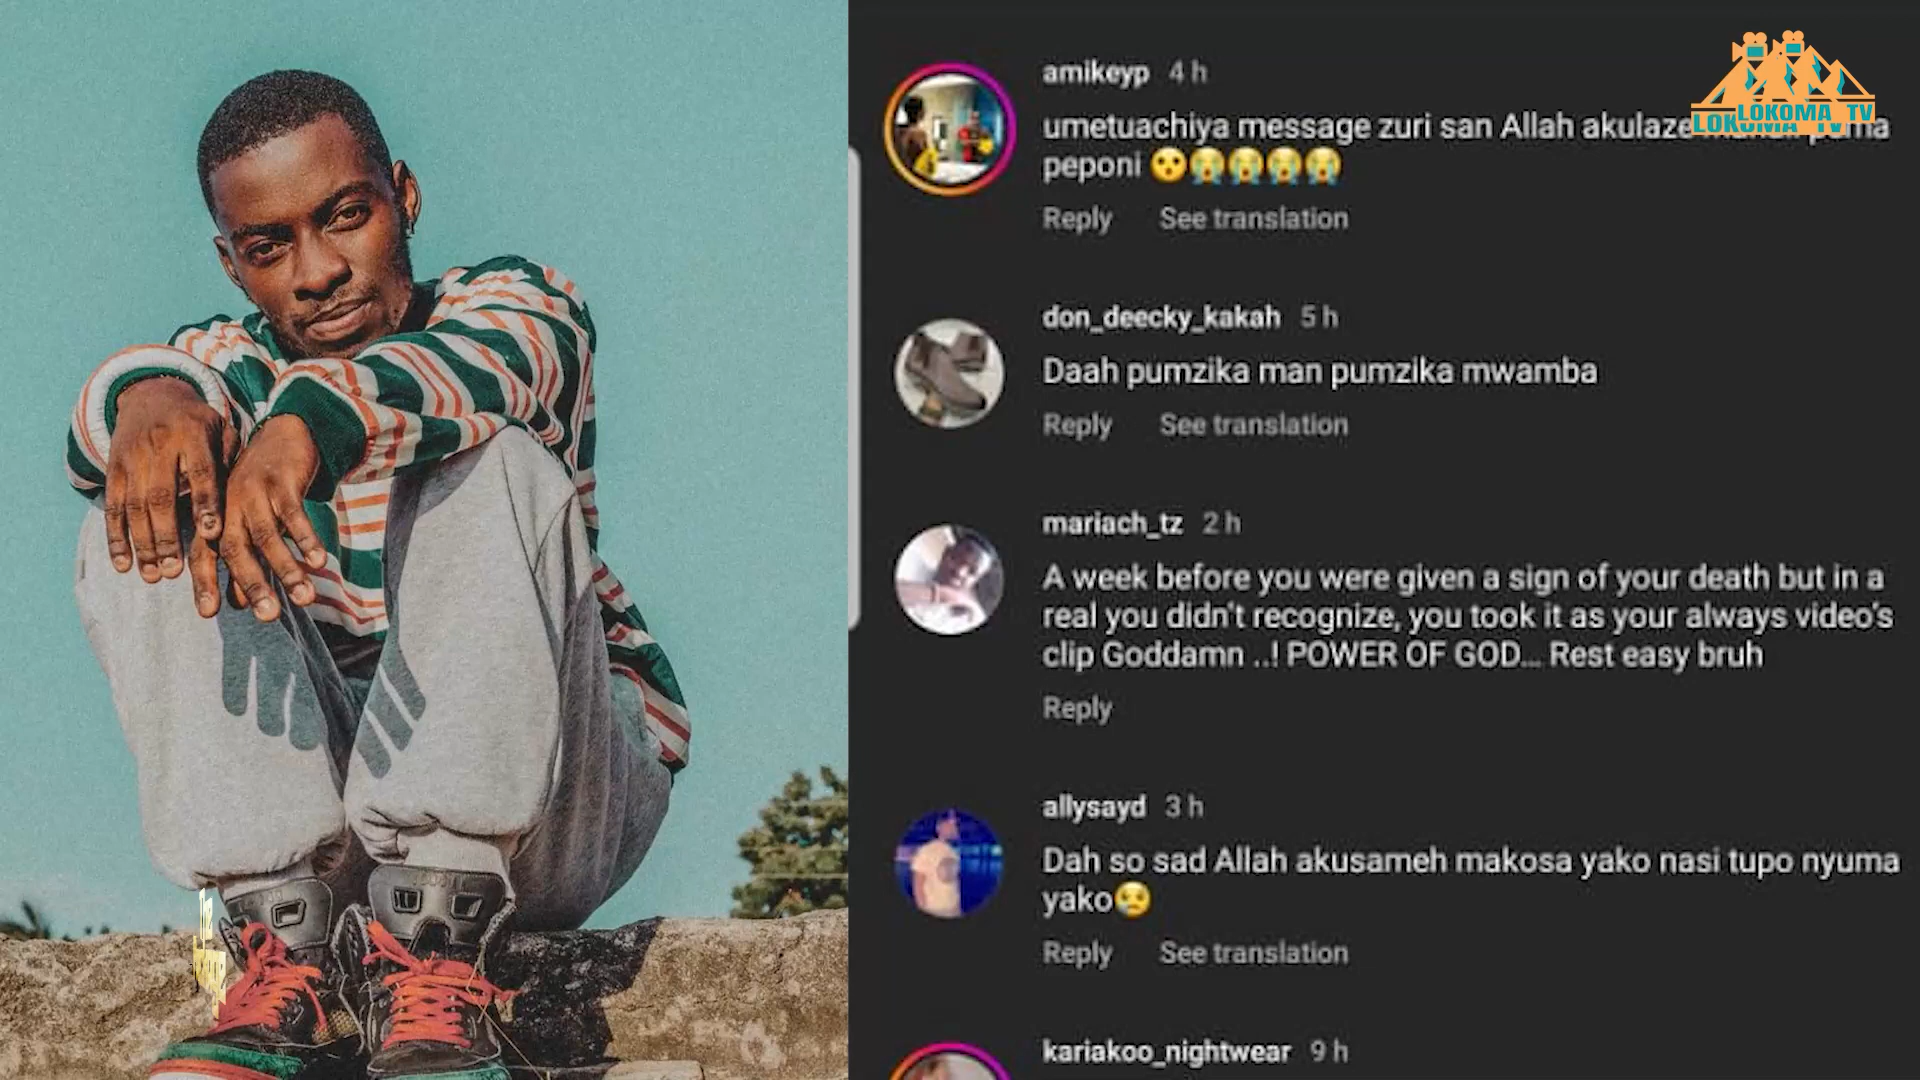 amikeyp 4 h
umetuachiya message zuri san Allah akulaze
peponi 😮😭😭😭😭
Reply See translation
don_deecky_kakah 5 h
Daah pumzika man pumzika mwamba
Reply See translation
mariach_tz 2 h
A week before you were given a sign of your death but in a
real you didn't recognize, you took it as your always video's
clip Goddamn ..! POWER OF GOD... Rest easy bruh
Reply
allysayd 3 h
Dah so sad Allah akusameh makosa yako nasi tupo nyuma
yako😢
Reply See translation
kariakoo_nightwear 9 h
LOKOMA TV
LOKOMA TV